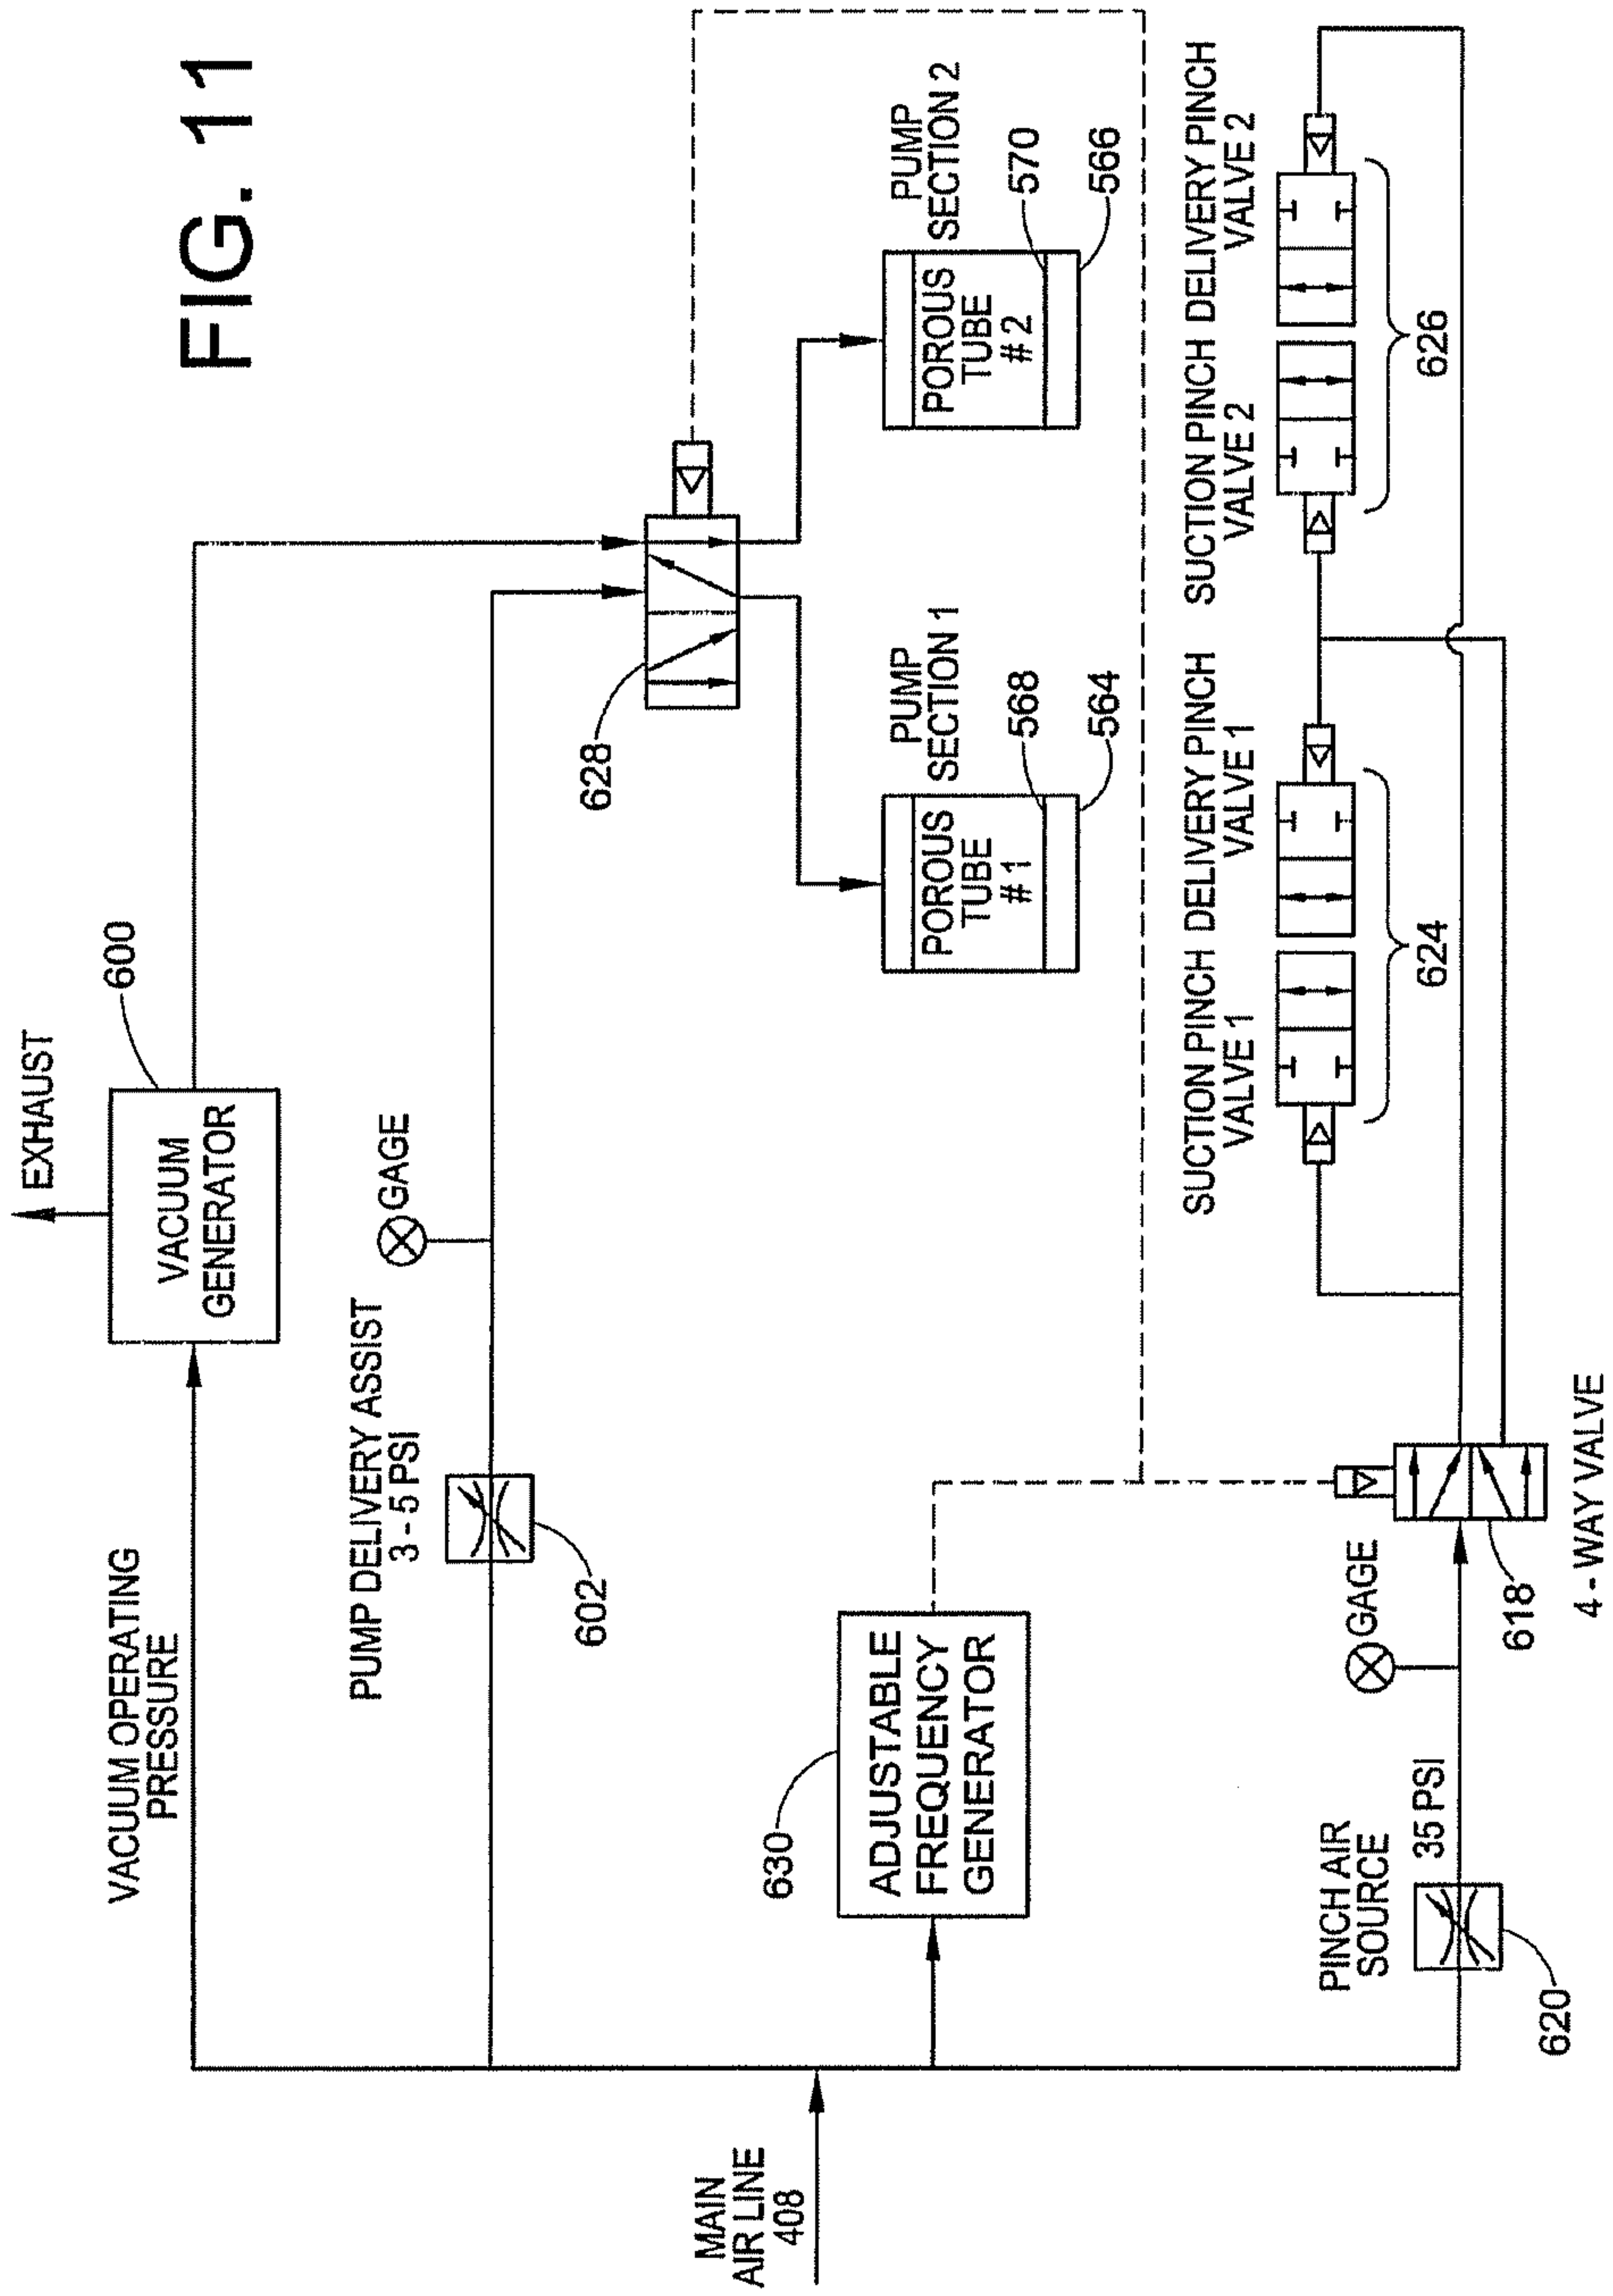 FIG. 11
EXHAUST
600
VACUUM
GENERATOR
VACUUM OPERATING
PRESSURE
PUMP DELIVERY ASSIST
3 - 5 PSI
GAGE
602
628
PUMP
SECTION 1
568
564
POROUS
TUBE
# 1
PUMP
SECTION 2
570
566
POROUS
TUBE
# 2
MAIN
AIR LINE
408
630
ADJUSTABLE
FREQUENCY
GENERATOR
PINCH AIR
SOURCE
35 PSI
620
GAGE
618
4 - WAY VALVE
SUCTION PINCH
VALVE 1
DELIVERY PINCH
VALVE 1
624
SUCTION PINCH
VALVE 2
DELIVERY PINCH
VALVE 2
626